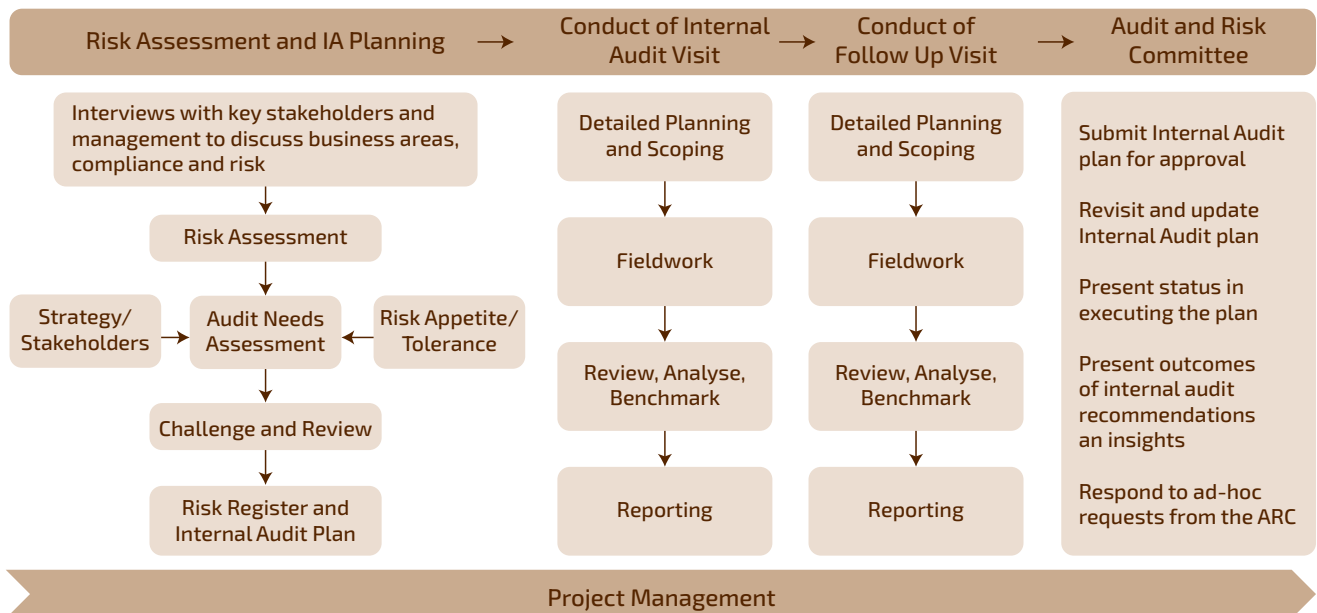 Risk Assessment and IA Planning
Conduct of Internal
Audit Visit
Conduct of
Follow Up Visit
Audit and Risk
Committee
Interviews with key stakeholders and
management to discuss business areas,
compliance and risk
Risk Assessment
Strategy/
Stakeholders
Audit Needs
Assessment
Risk Appetite/
Tolerance
Challenge and Review
Risk Register and
Internal Audit Plan
Detailed Planning
and Scoping
Fieldwork
Review, Analyse,
Benchmark
Reporting
Detailed Planning
and Scoping
Fieldwork
Review, Analyse,
Benchmark
Reporting
Submit Internal Audit
plan for approval
Revisit and update
Internal Audit plan
Present status in
executing the plan
Present outcomes
of internal audit
recommendations
an insights
Respond to ad-hoc
requests from the ARC
Project Management